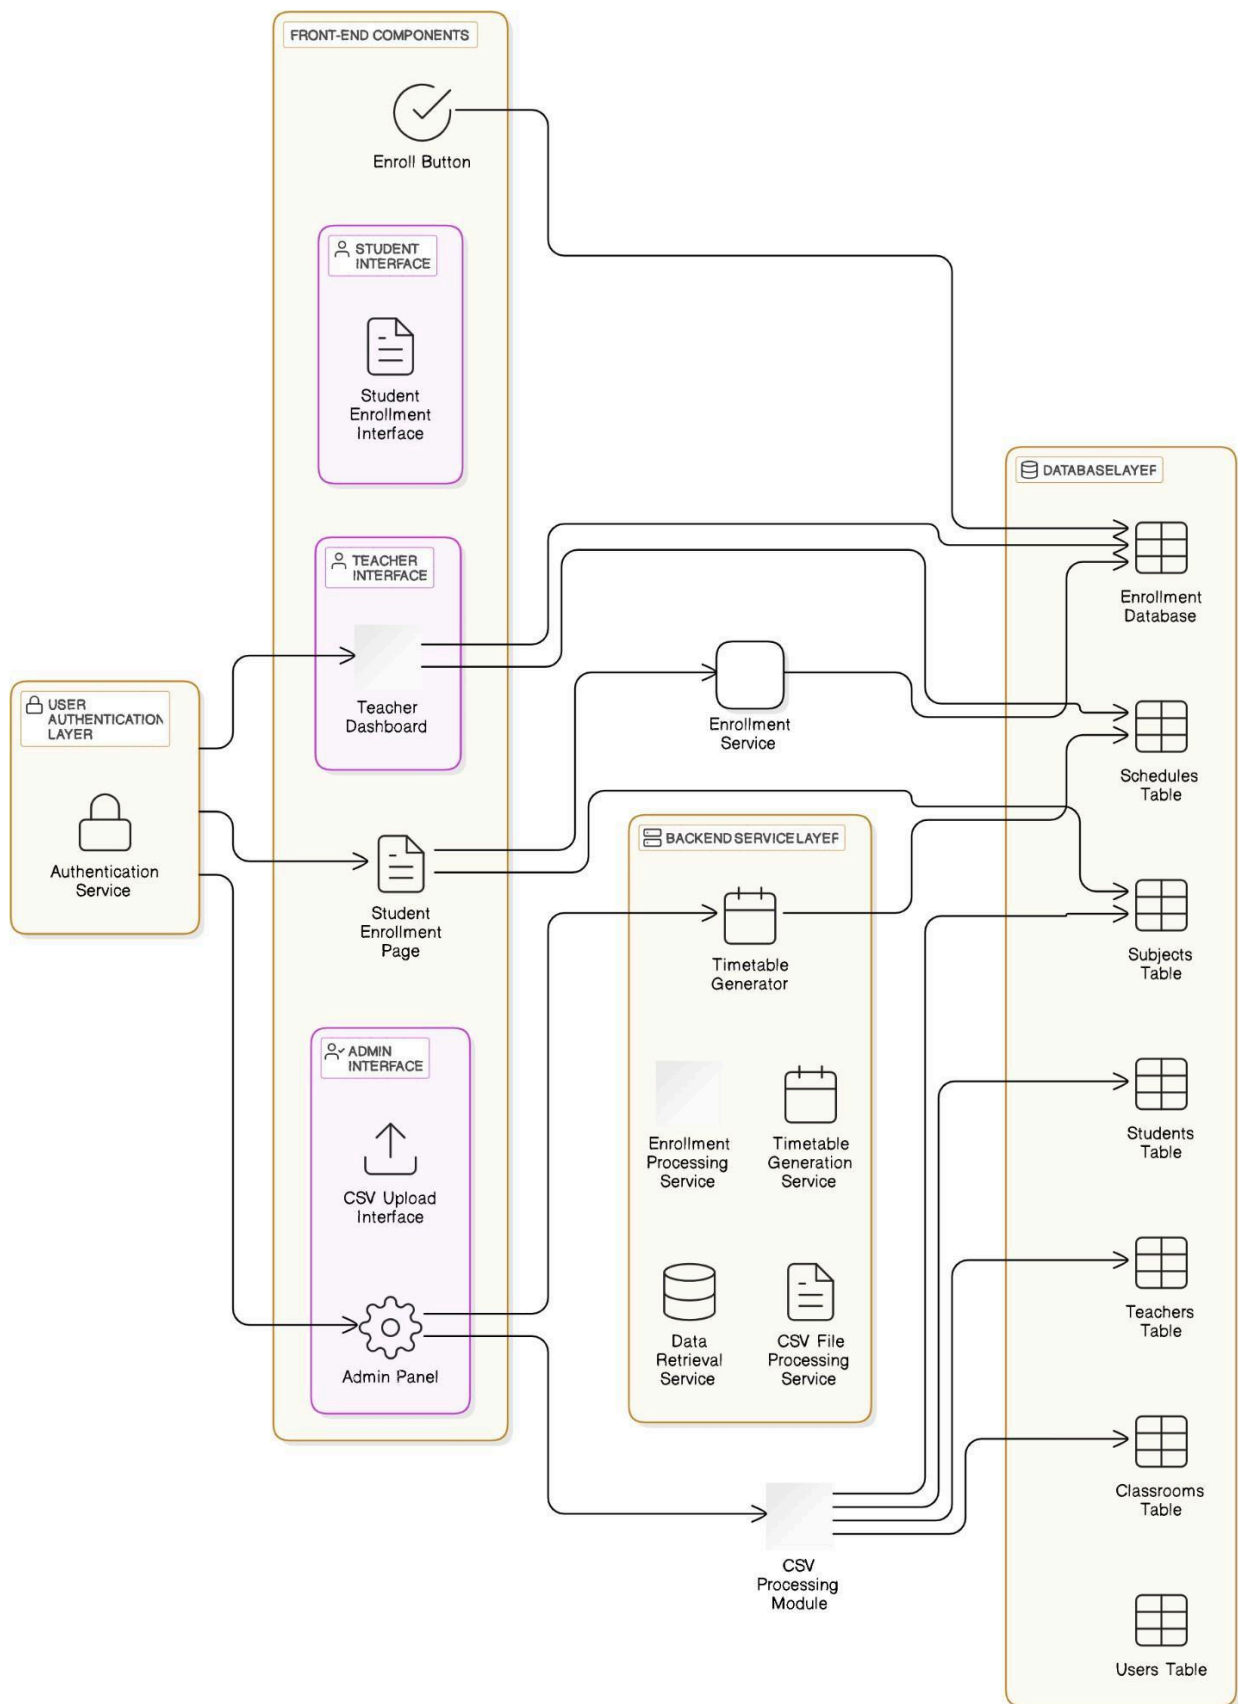 FRONT-END COMPONENTS
Enroll Button
STUDENT
INTERFACE
Student
Enrollment
Interface
TEACHER
INTERFACE
Teacher
Dashboard
USER
AUTHENTICATION
LAYER
Authentication
Service
Student
Enrollment
Page
ADMIN
INTERFACE
CSV Upload
Interface
Admin Panel
Enrollment
Service
BACKEND SERVICE LAYER
Timetable
Generator
Enrollment
Processing
Service
Timetable
Generation
Service
Data
Retrieval
Service
CSV File
Processing
Service
CSV
Processing
Module
DATABASE LAYER
Enrollment
Database
Schedules
Table
Subjects
Table
Students
Table
Teachers
Table
Classrooms
Table
Users Table